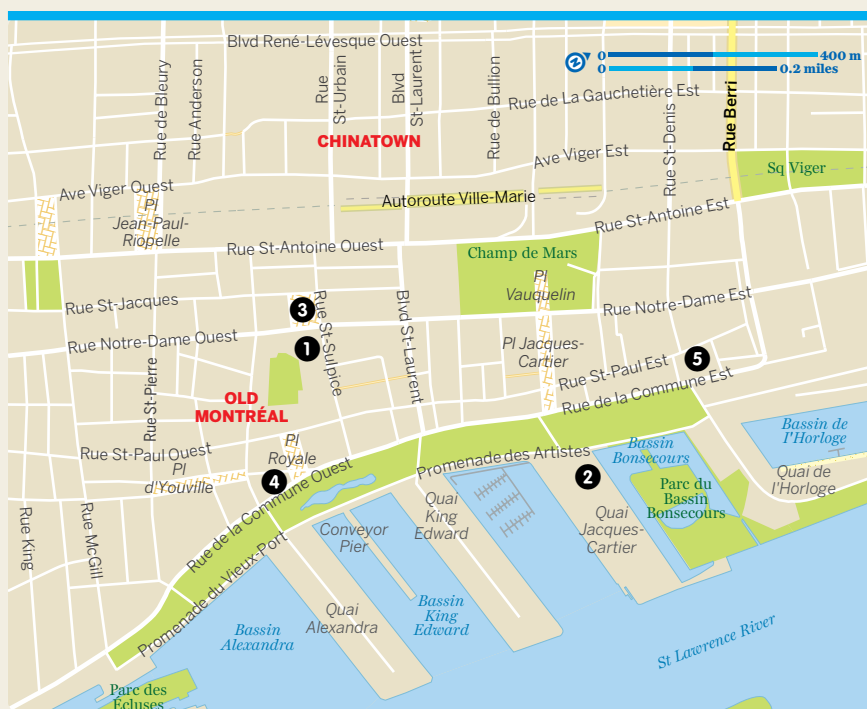 Blvd René-Lévesque Ouest
Rue de Bleury
Rue Anderson
Rue
St-Urbain
Blvd
St-Laurent
Rue de Bullion
Rue de La Gauchetière Est
Rue St-Denis
Rue Berri
N
0
400 m
0
0.2 miles
CHINATOWN
Ave Viger Est
Sq Viger
Ave Viger Ouest
Pl
Jean-Paul-
Riopelle
Autoroute Ville-Marie
Rue St-Antoine Ouest
Rue St-Antoine Est
Champ de Mars
Pl
Vauquelin
Rue St-Jacques
3
Rue St-Sulpice
Blvd St-Laurent
Rue Notre-Dame Est
Rue Notre-Dame Ouest
1
Pl Jacques-
Cartier
5
Rue St-Pierre
Rue St-Paul Est
Rue de la Commune Est
OLD
MONTRÉAL
Rue St-Paul Ouest
Pl
Royale
Pl
d'Youville
4
Promenade des Artistes
2
Bassin
Bonsecours
Bassin de
l'Horloge
Parc du
Bassin
Bonsecours
Quai de
l'Horloge
Rue King
Rue McGill
Rue de la Commune Ouest
Promenade du Vieux-Port
Conveyor
Pier
Quai
King
Edward
Quai
Jacques-
Cartier
Bassin
Alexandra
Quai
Alexandra
Bassin
King
Edward
St Lawrence River
Parc des
Écluses